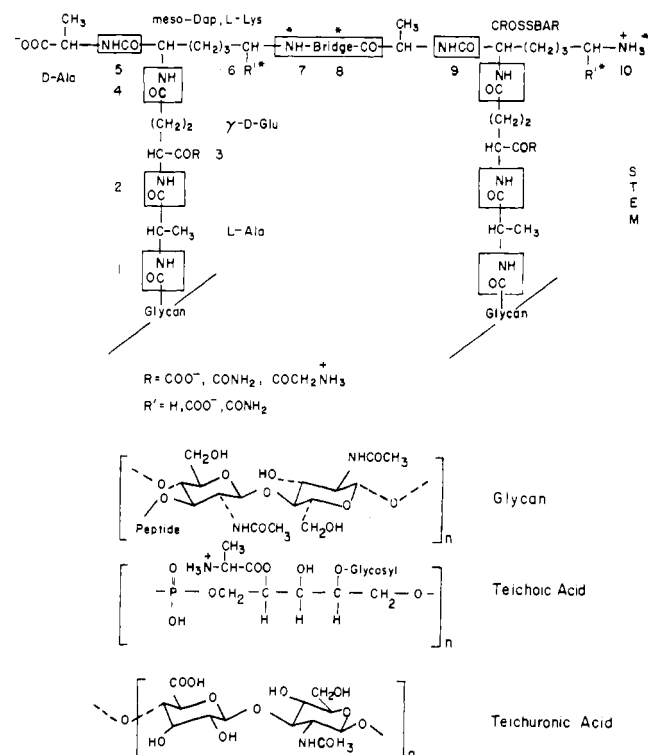 meso-Dap, L-Lys
CROSSBAR
CH3 * * CH3
⁻OOC–CH–NHCO–CH–(CH2)3–CH–NH–Bridge–CO–CH–NHCO–CH–(CH2)3–CH–NH3⁺*
D-Ala 5 NH 6 R'* 7 8 9 NH R'* 10
4 CO OC
(CH2)2 γ-D-Glu (CH2)2
HC–COR 3 HC–COR
2 NH NH
OC OC
HC–CH3 L-Ala HC–CH3
1 NH NH
OC OC
Glycan Glycan
S
T
E
M
R=COO⁻, CONH2, COCH2NH3⁺
R'=H,COO⁻,CONH2
CH2OH HO NHCOCH3
O O O O O
Peptide NHCOCH3 CH2OH n
Glycan
CH3
O H3N⁺–CH–COO OH O–Glycosyl
–P–OCH2–C–C–C–CH2–O–
OH H H H n
Teichoic Acid
COOH HO CH2OH
O O O O O
HO OH NHCOCH3 n
Teichuronic Acid